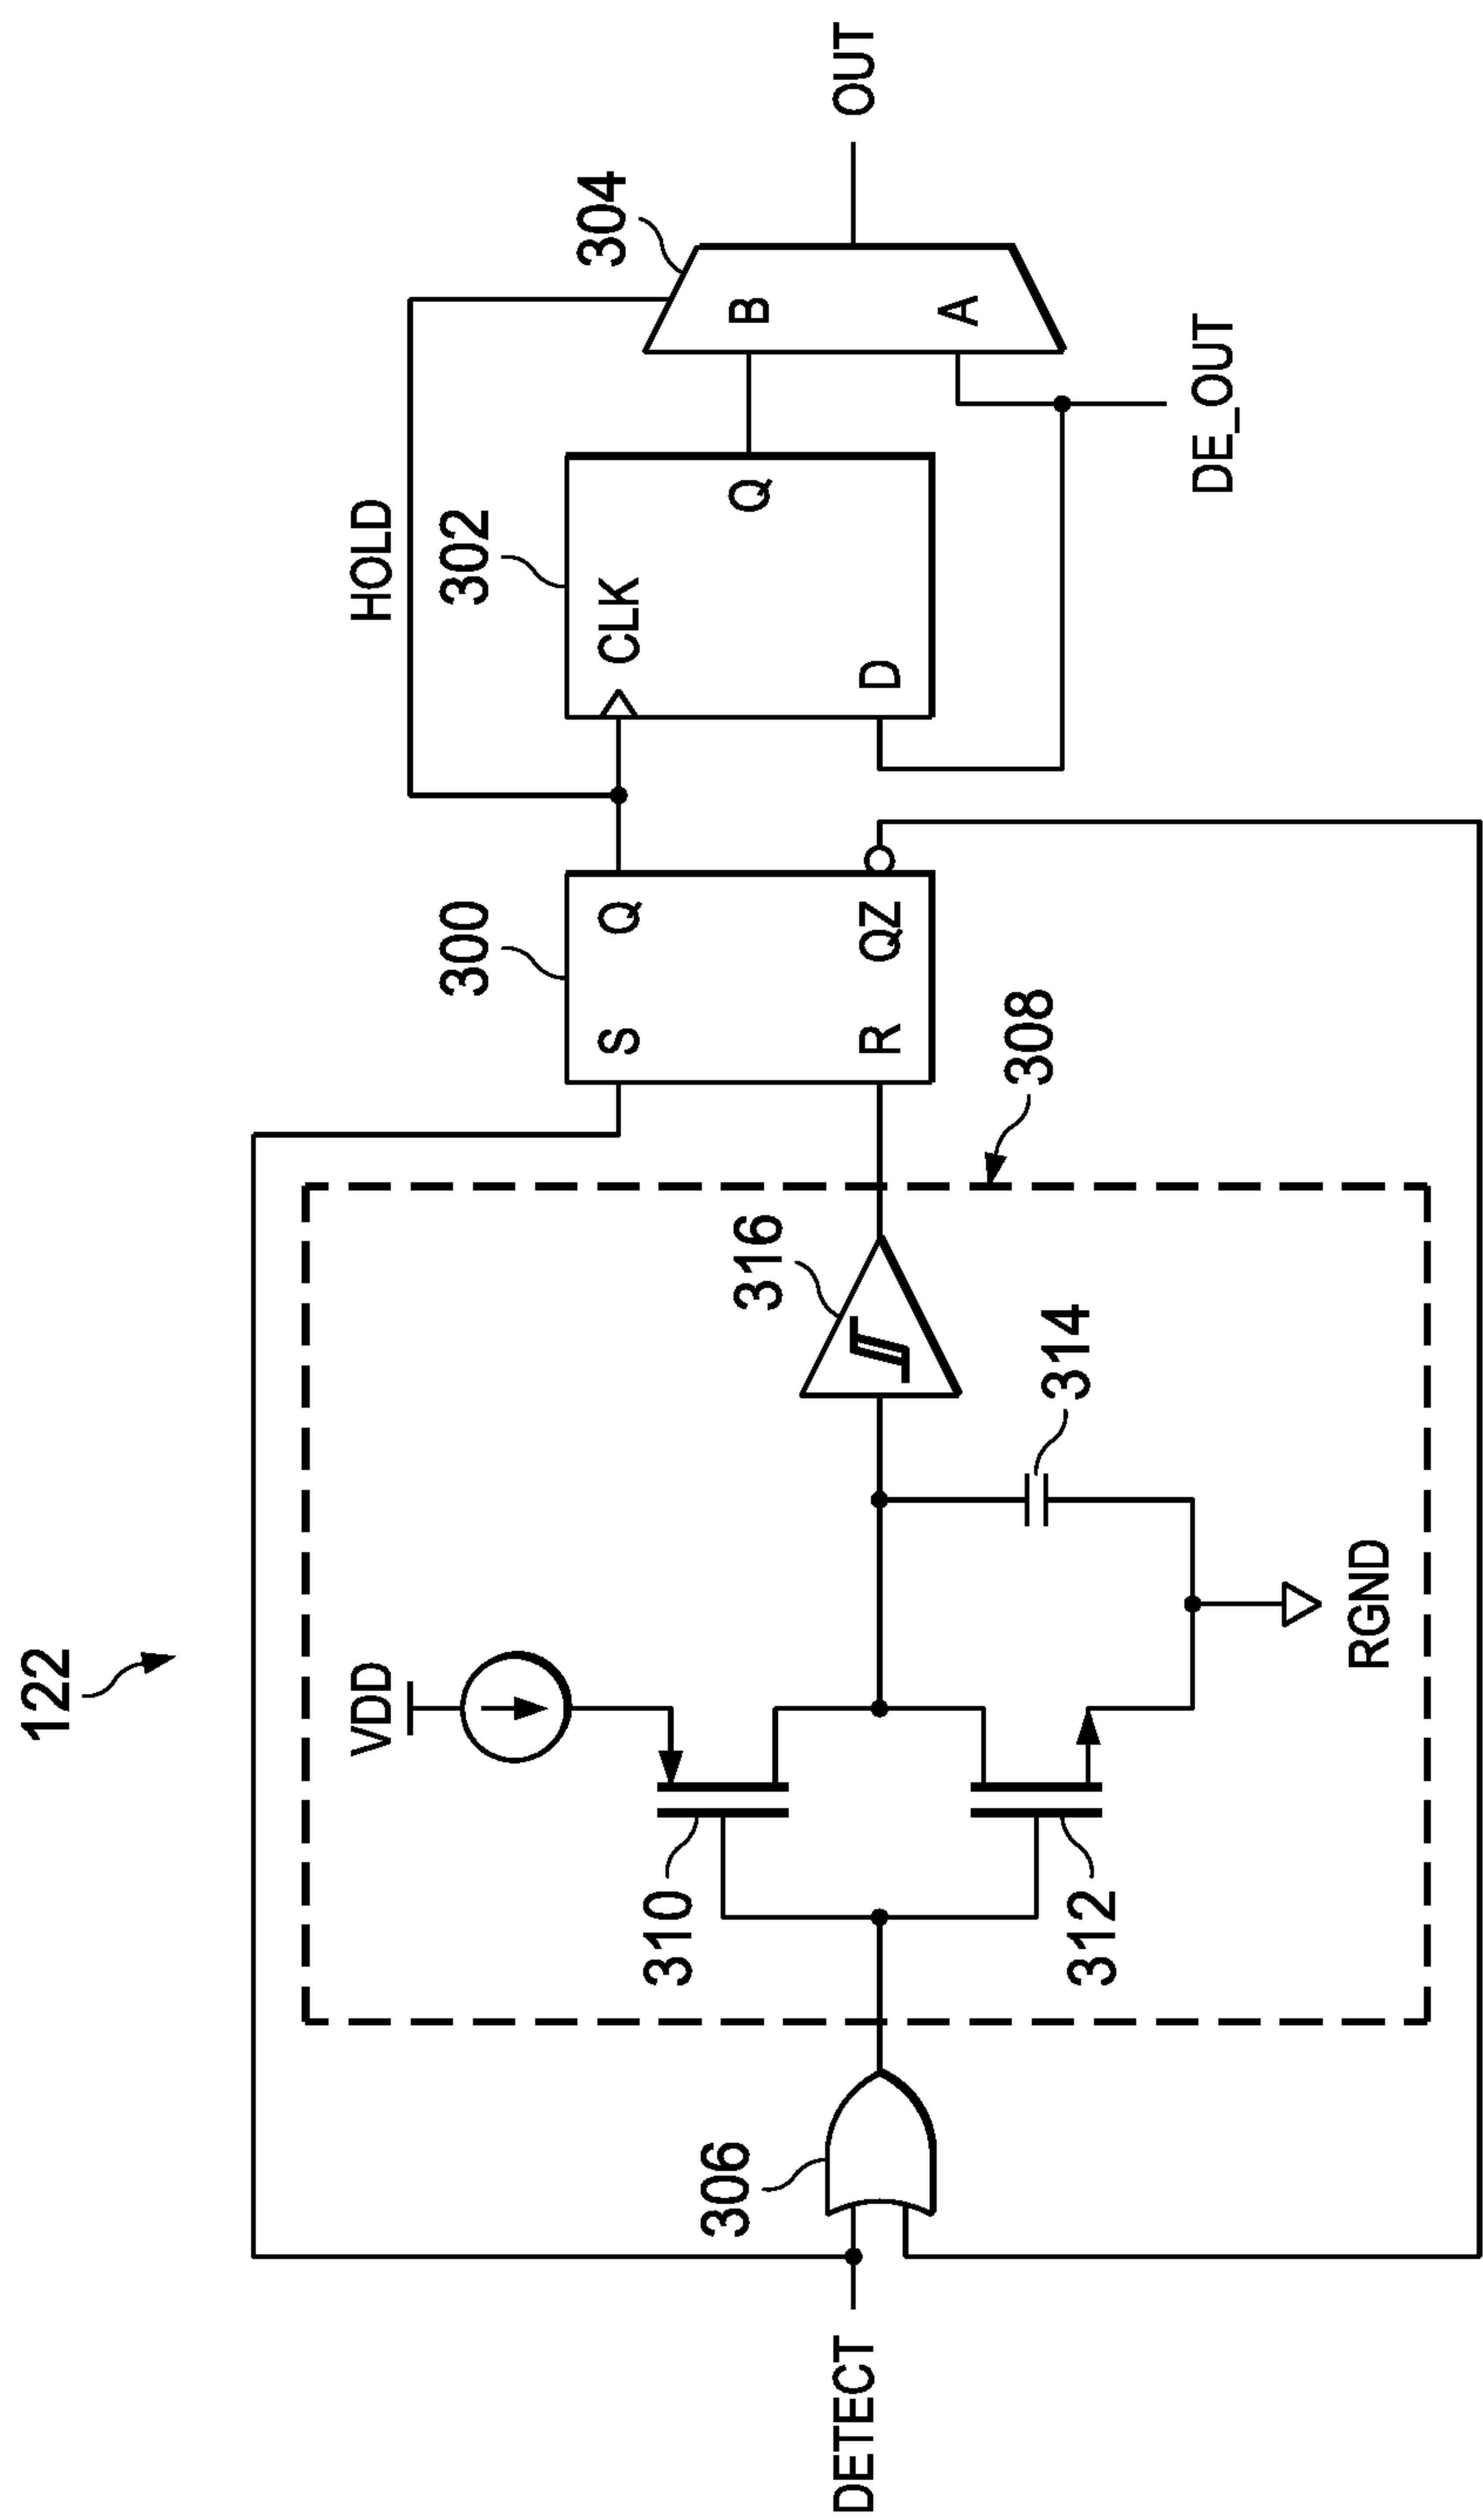 122
DETECT
306
VDD
310
312
RGND
314
316
308
300
S
Q
R
QZ
HOLD
302
CLK
D
Q
304
B
A
DE_OUT
OUT